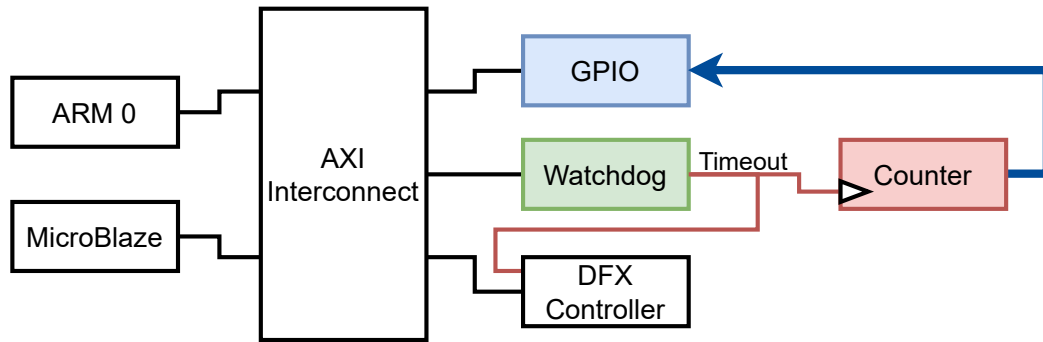 ARM 0
MicroBlaze
AXI
Interconnect
GPIO
Watchdog
Timeout
Counter
DFX
Controller